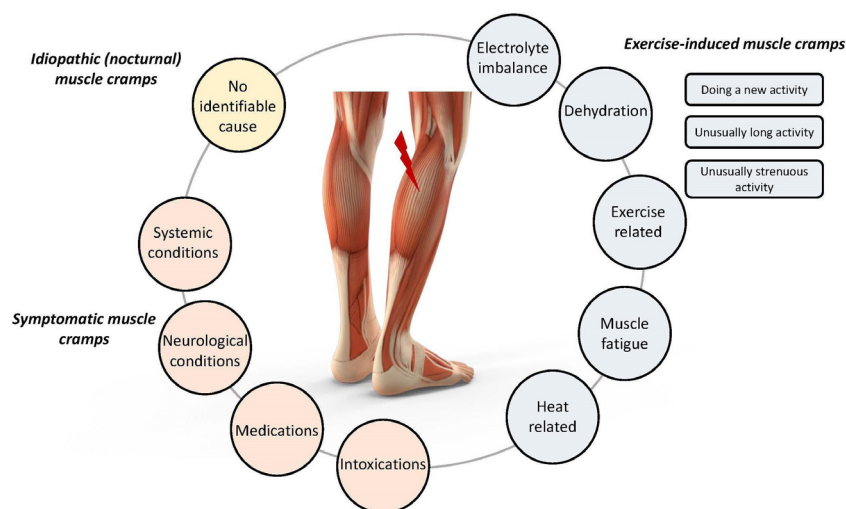 Idiopathic (nocturnal)
muscle cramps
No
identifiable
cause
Electrolyte
imbalance
Exercise-induced muscle cramps
Doing a new activity
Unusually long activity
Unusually strenuous
activity
Dehydration
Exercise
related
Muscle
fatigue
Heat
related
Systemic
conditions
Symptomatic muscle
cramps
Neurological
conditions
Medications
Intoxications